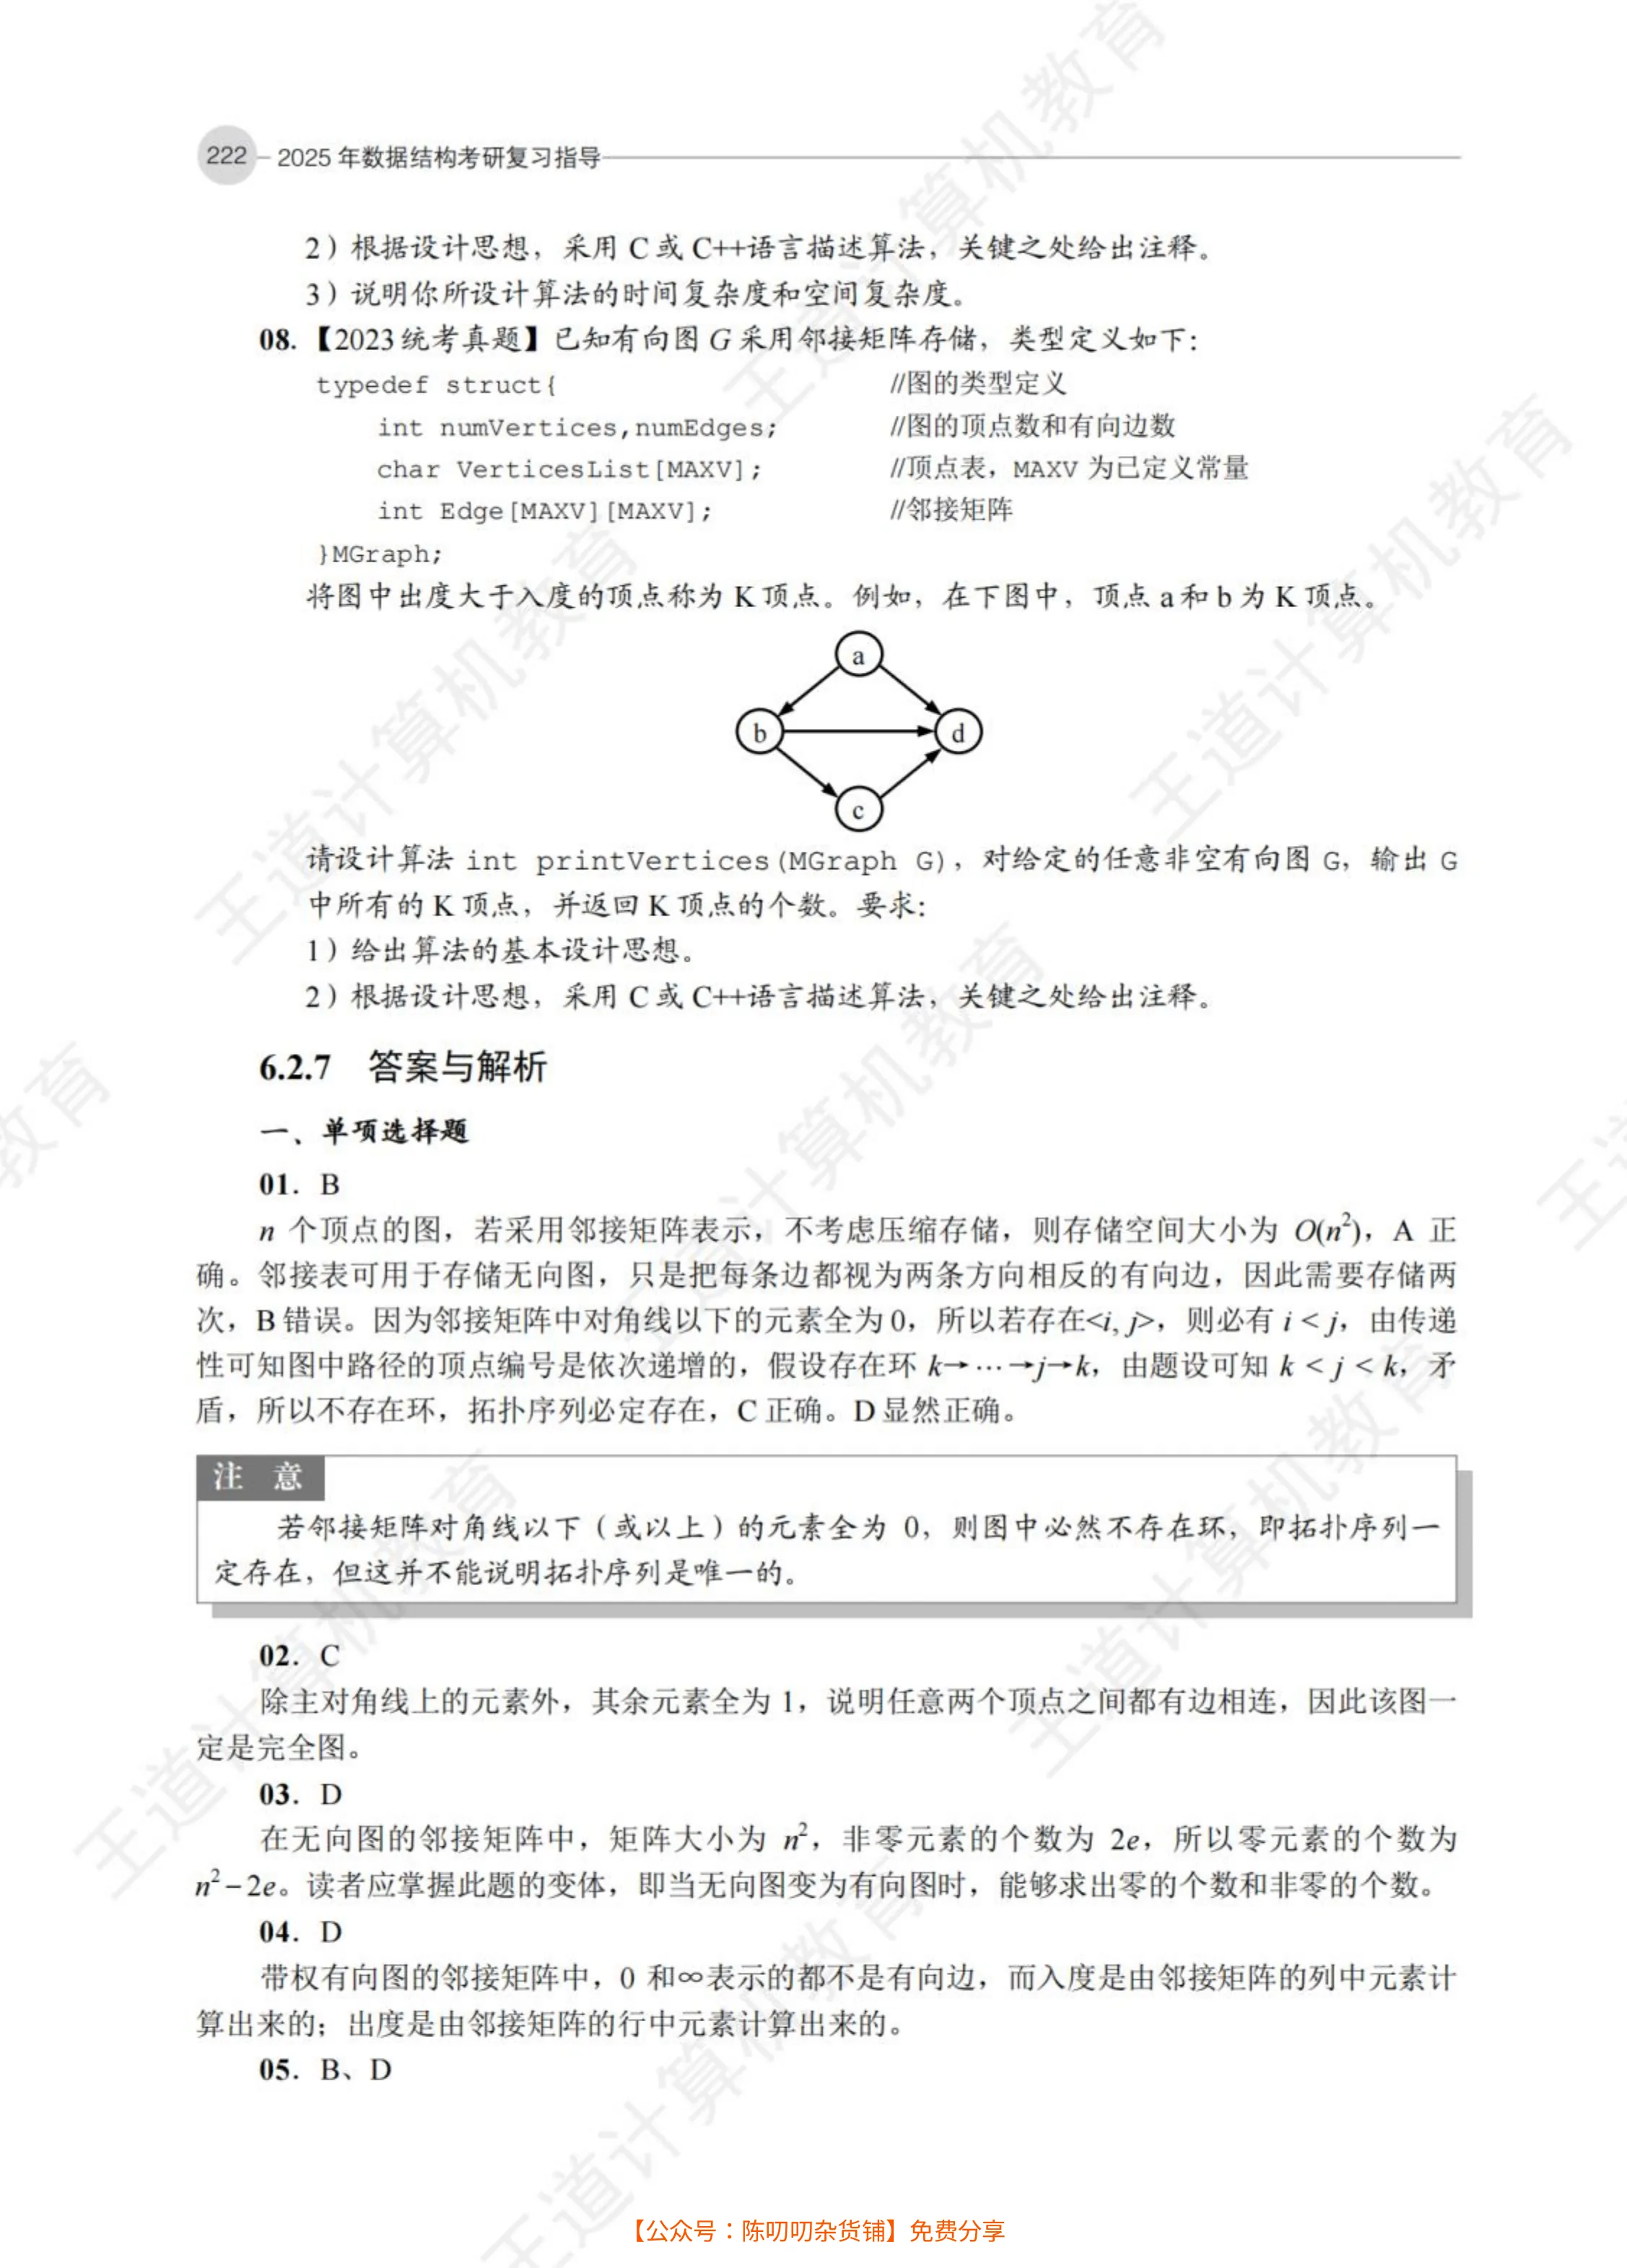 222 2025 年数据结构考研复习指导
2）根据设计思想，采用 C 或 C++语言描述算法，关键之处给出注释。
3）说明你所设计算法的时间复杂度和空间复杂度。
08.【2023 统考真题】已知有向图 G 采用邻接矩阵存储，类型定义如下：
typedef struct{ //图的类型定义
int numVertices,numEdges; //图的顶点数和有向边数
char VerticesList[MAXV]; //顶点表，MAXV 为已定义常量
int Edge[MAXV][MAXV]; //邻接矩阵
}MGraph;
将图中出度大于入度的顶点称为 K 顶点。例如，在下图中，顶点 a 和 b 为 K 顶点。
a
b d
c
请设计算法 int printVertices(MGraph G)，对给定的任意非空有向图 G，输出 G
中所有的 K 顶点，并返回 K 顶点的个数。要求：
1）给出算法的基本设计思想。
2）根据设计思想，采用 C 或 C++语言描述算法，关键之处给出注释。
6.2.7 答案与解析
一、单项选择题
01. B
n 个顶点的图，若采用邻接矩阵表示，不考虑压缩存储，则存储空间大小为 O(n²)，A 正
确。邻接表可用于存储无向图，只是把每条边都视为两条方向相反的有向边，因此需要存储两
次，B 错误。因为邻接矩阵中对角线以下的元素全为 0，所以若存在<i, j>，则必有 i < j，由传递
性可知图中路径的顶点编号是依次递增的，假设存在环 k→…→j→k，由题设可知 k < j < k，矛
盾，所以不存在环，拓扑序列必定存在，C 正确。D 显然正确。
注 意
若邻接矩阵对角线以下（或以上）的元素全为 0，则图中必然不存在环，即拓扑序列一
定存在，但这并不能说明拓扑序列是唯一的。
02. C
除主对角线上的元素外，其余元素全为 1，说明任意两个顶点之间都有边相连，因此该图一
定是完全图。
03. D
在无向图的邻接矩阵中，矩阵大小为 n²，非零元素的个数为 2e，所以零元素的个数为
n²－2e。读者应掌握此题的变体，即当无向图变为有向图时，能够求出零的个数和非零的个数。
04. D
带权有向图的邻接矩阵中，0 和∞表示的都不是有向边，而入度是由邻接矩阵的列中元素计
算出来的；出度是由邻接矩阵的行中元素计算出来的。
05. B、D
【公众号：陈叨叨杂货铺】免费分享
王道计算机教育